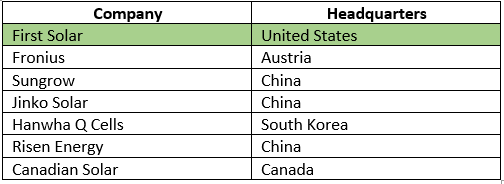 Company Headquarters
First Solar United States
Fronius Austria
Sungrow China
Jinko Solar China
Hanwha Q Cells South Korea
Risen Energy China
Canadian Solar Canada